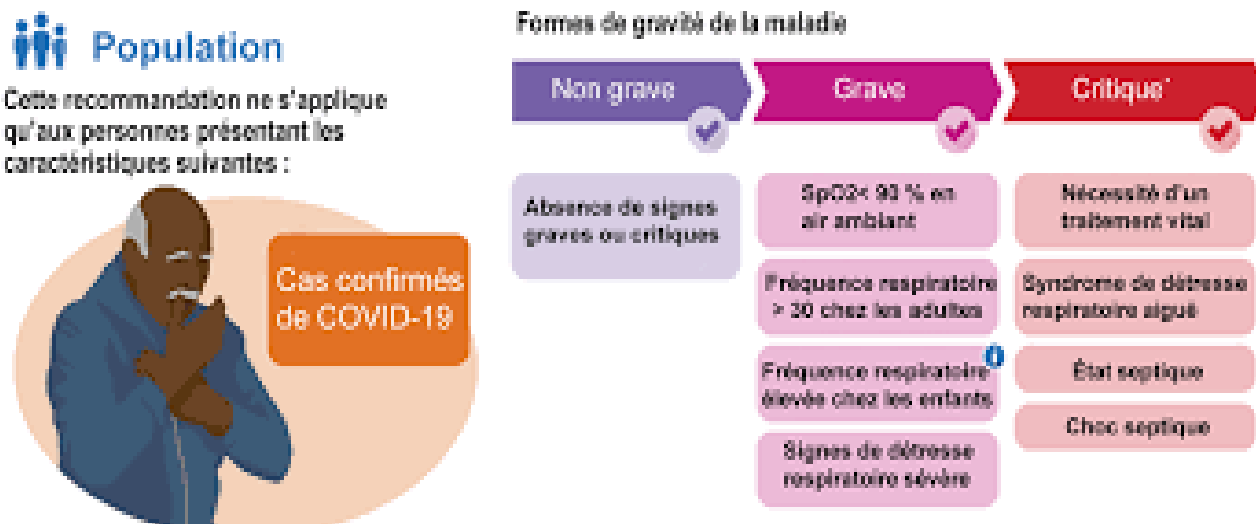 Population
Cette recommandation ne s'applique
qu'aux personnes présentant les
caractéristiques suivantes :
Cas confirmés
de COVID-19
Formes de gravité de la maladie
Non grave
Grave
Critique*
Absence de signes
graves ou critiques
SpO2< 90 % en
air ambiant
Fréquence respiratoire
> 30 chez les adultes
Fréquence respiratoire
élevée chez les enfants
Signes de détresse
respiratoire sévère
Nécessité d'un
traitement vital
Syndrome de détresse
respiratoire aiguë
État septique
Choc septique